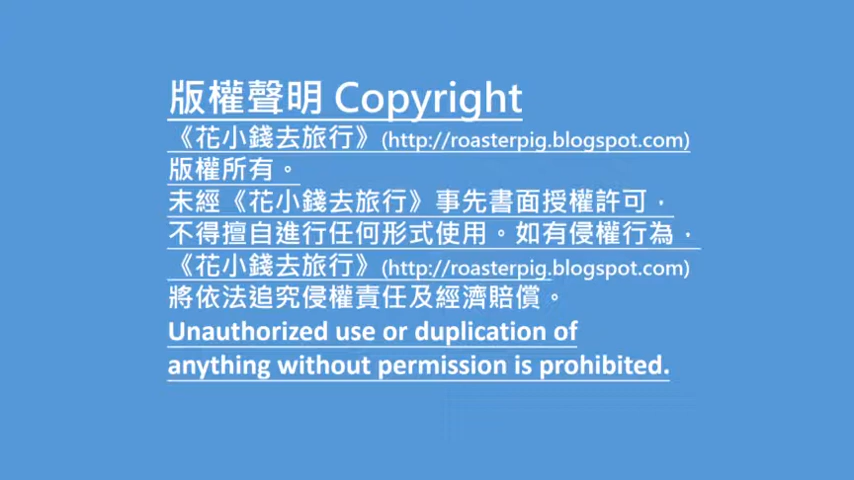 版權聲明 Copyright
《花小錢去旅行》(http://roasterpig.blogspot.com)
版權所有。
未經《花小錢去旅行》事先書面授權許可，
不得擅自進行任何形式使用。如有侵權行為，
《花小錢去旅行》(http://roasterpig.blogspot.com)
將依法追究侵權責任及經濟賠償。
Unauthorized use or duplication of
anything without permission is prohibited.